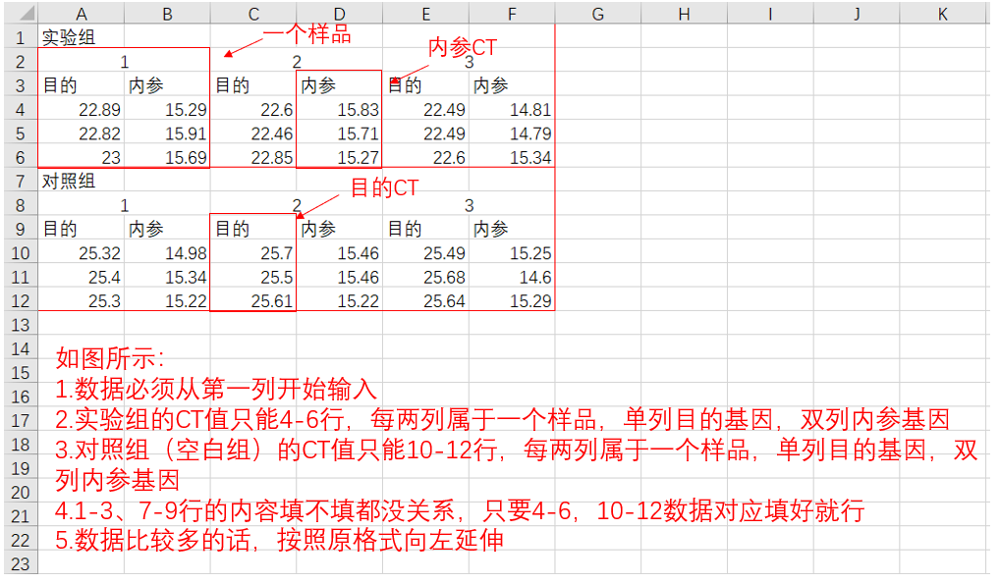 A B C D E F G H I J K
1 实验组 一个样品
2 1 2 3 内参CT
3 目的 内参 目的 内参 目的 内参
4 22.89 15.29 22.6 15.83 22.49 14.81
5 22.82 15.91 22.46 15.71 22.49 14.79
6 23 15.69 22.85 15.27 22.6 15.34
7 对照组 目的CT
8 1 2 3
9 目的 内参 目的 内参 目的 内参
10 25.32 14.98 25.7 15.46 25.49 15.25
11 25.4 15.34 25.5 15.46 25.68 14.6
12 25.3 15.22 25.61 15.22 25.64 15.29
13
14
15
16
17
18
19
20
21
22
23
如图所示：
1.数据必须从第一列开始输入
2.实验组的CT值只能4-6行，每两列属于一个样品，单列目的基因，双列内参基因
3.对照组（空白组）的CT值只能10-12行，每两列属于一个样品，单列目的基因，双
列内参基因
4.1-3、7-9行的内容填不填都没关系，只要4-6，10-12数据对应填好就行
5.数据比较多的话，按照原格式向左延伸